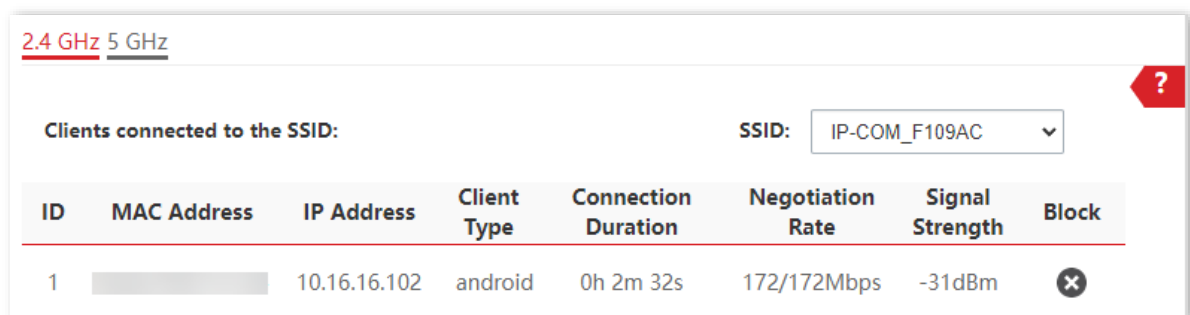 2.4 GHz 5 GHz
?
Clients connected to the SSID: SSID: IP-COM_F109AC
ID MAC Address IP Address Client Type Connection Duration Negotiation Rate Signal Strength Block
1 10.16.16.102 android 0h 2m 32s 172/172Mbps -31dBm